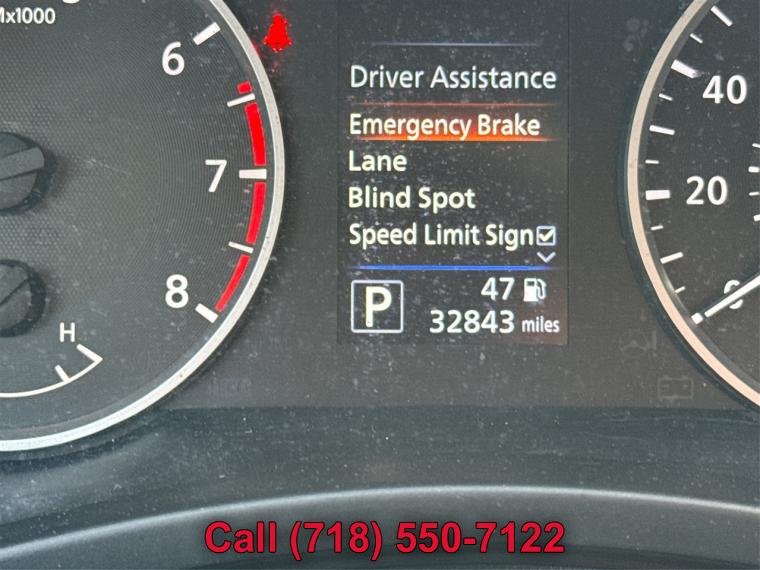 x1000
6
7
8
H
Driver Assistance
Emergency Brake
Lane
Blind Spot
Speed Limit Sign
P
47
32843 miles
40
20
0
Call (718) 550-7122